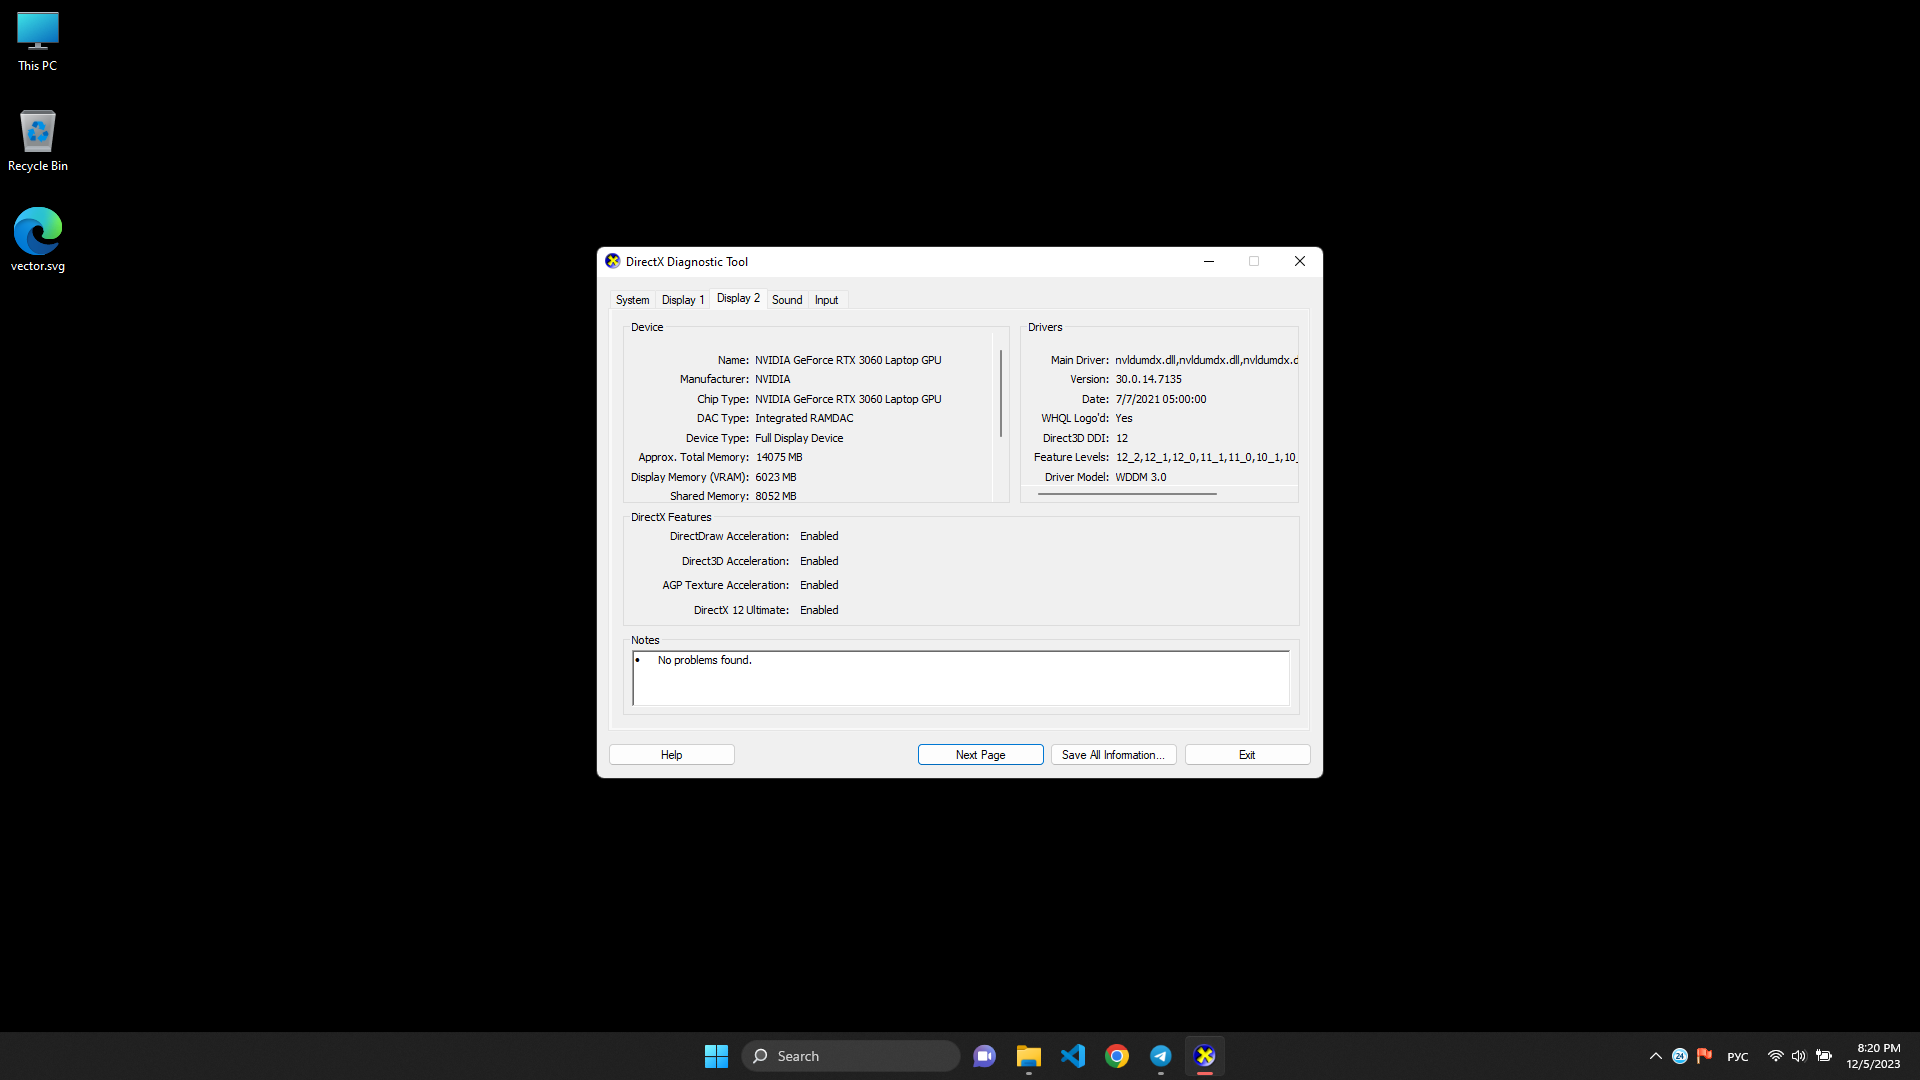 This PC
Recycle Bin
vector.svg
DirectX Diagnostic Tool
System Display 1 Display 2 Sound Input
Device
Name: NVIDIA GeForce RTX 3060 Laptop GPU
Manufacturer: NVIDIA
Chip Type: NVIDIA GeForce RTX 3060 Laptop GPU
DAC Type: Integrated RAMDAC
Device Type: Full Display Device
Approx. Total Memory: 14075 MB
Display Memory (VRAM): 6023 MB
Shared Memory: 8052 MB
Drivers
Main Driver: nvldumdx.dll,nvldumdx.dll,nvldumdx.d
Version: 30.0.14.7135
Date: 7/7/2021 05:00:00
WHQL Logo'd: Yes
Direct3D DDI: 12
Feature Levels: 12_2,12_1,12_0,11_1,11_0,10_1,10_
Driver Model: WDDM 3.0
DirectX Features
DirectDraw Acceleration: Enabled
Direct3D Acceleration: Enabled
AGP Texture Acceleration: Enabled
DirectX 12 Ultimate: Enabled
Notes
• No problems found.
Help Next Page Save All Information... Exit
Search
24
РУС
8:20 PM
12/5/2023